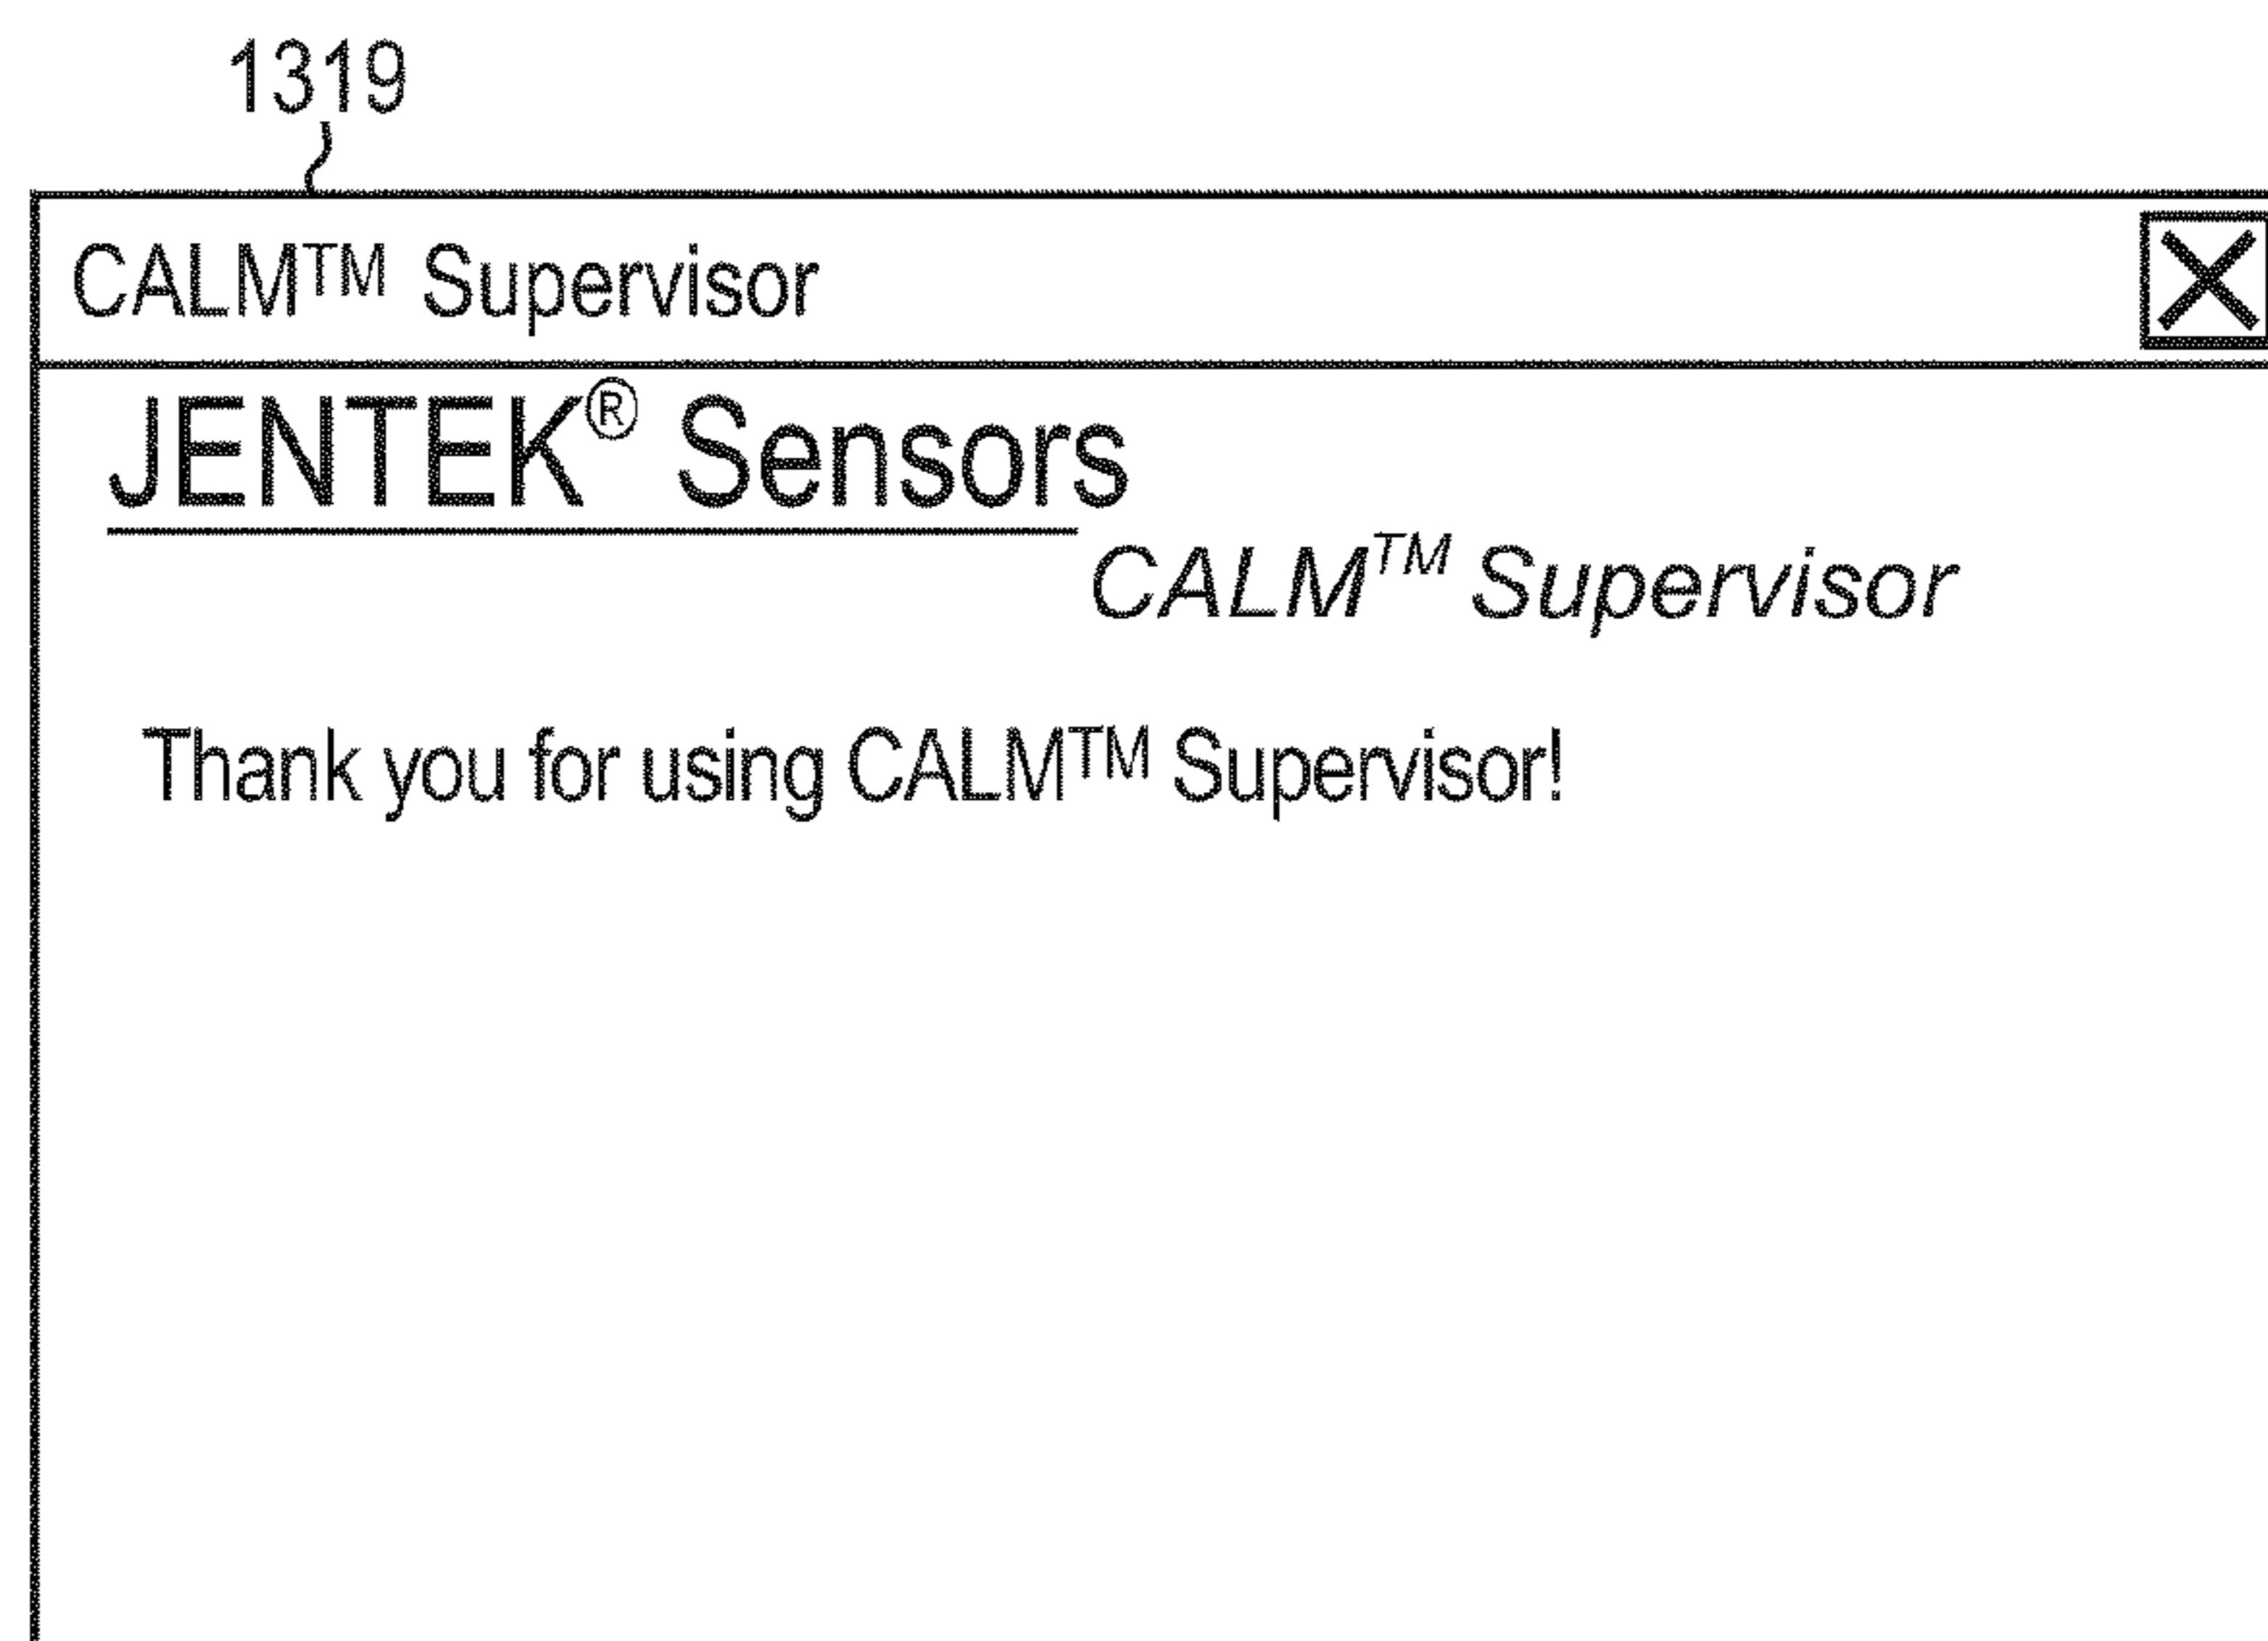 1319
CALM™ Supervisor
JENTEK® Sensors
CALM™ Supervisor
Thank you for using CALM™ Supervisor!